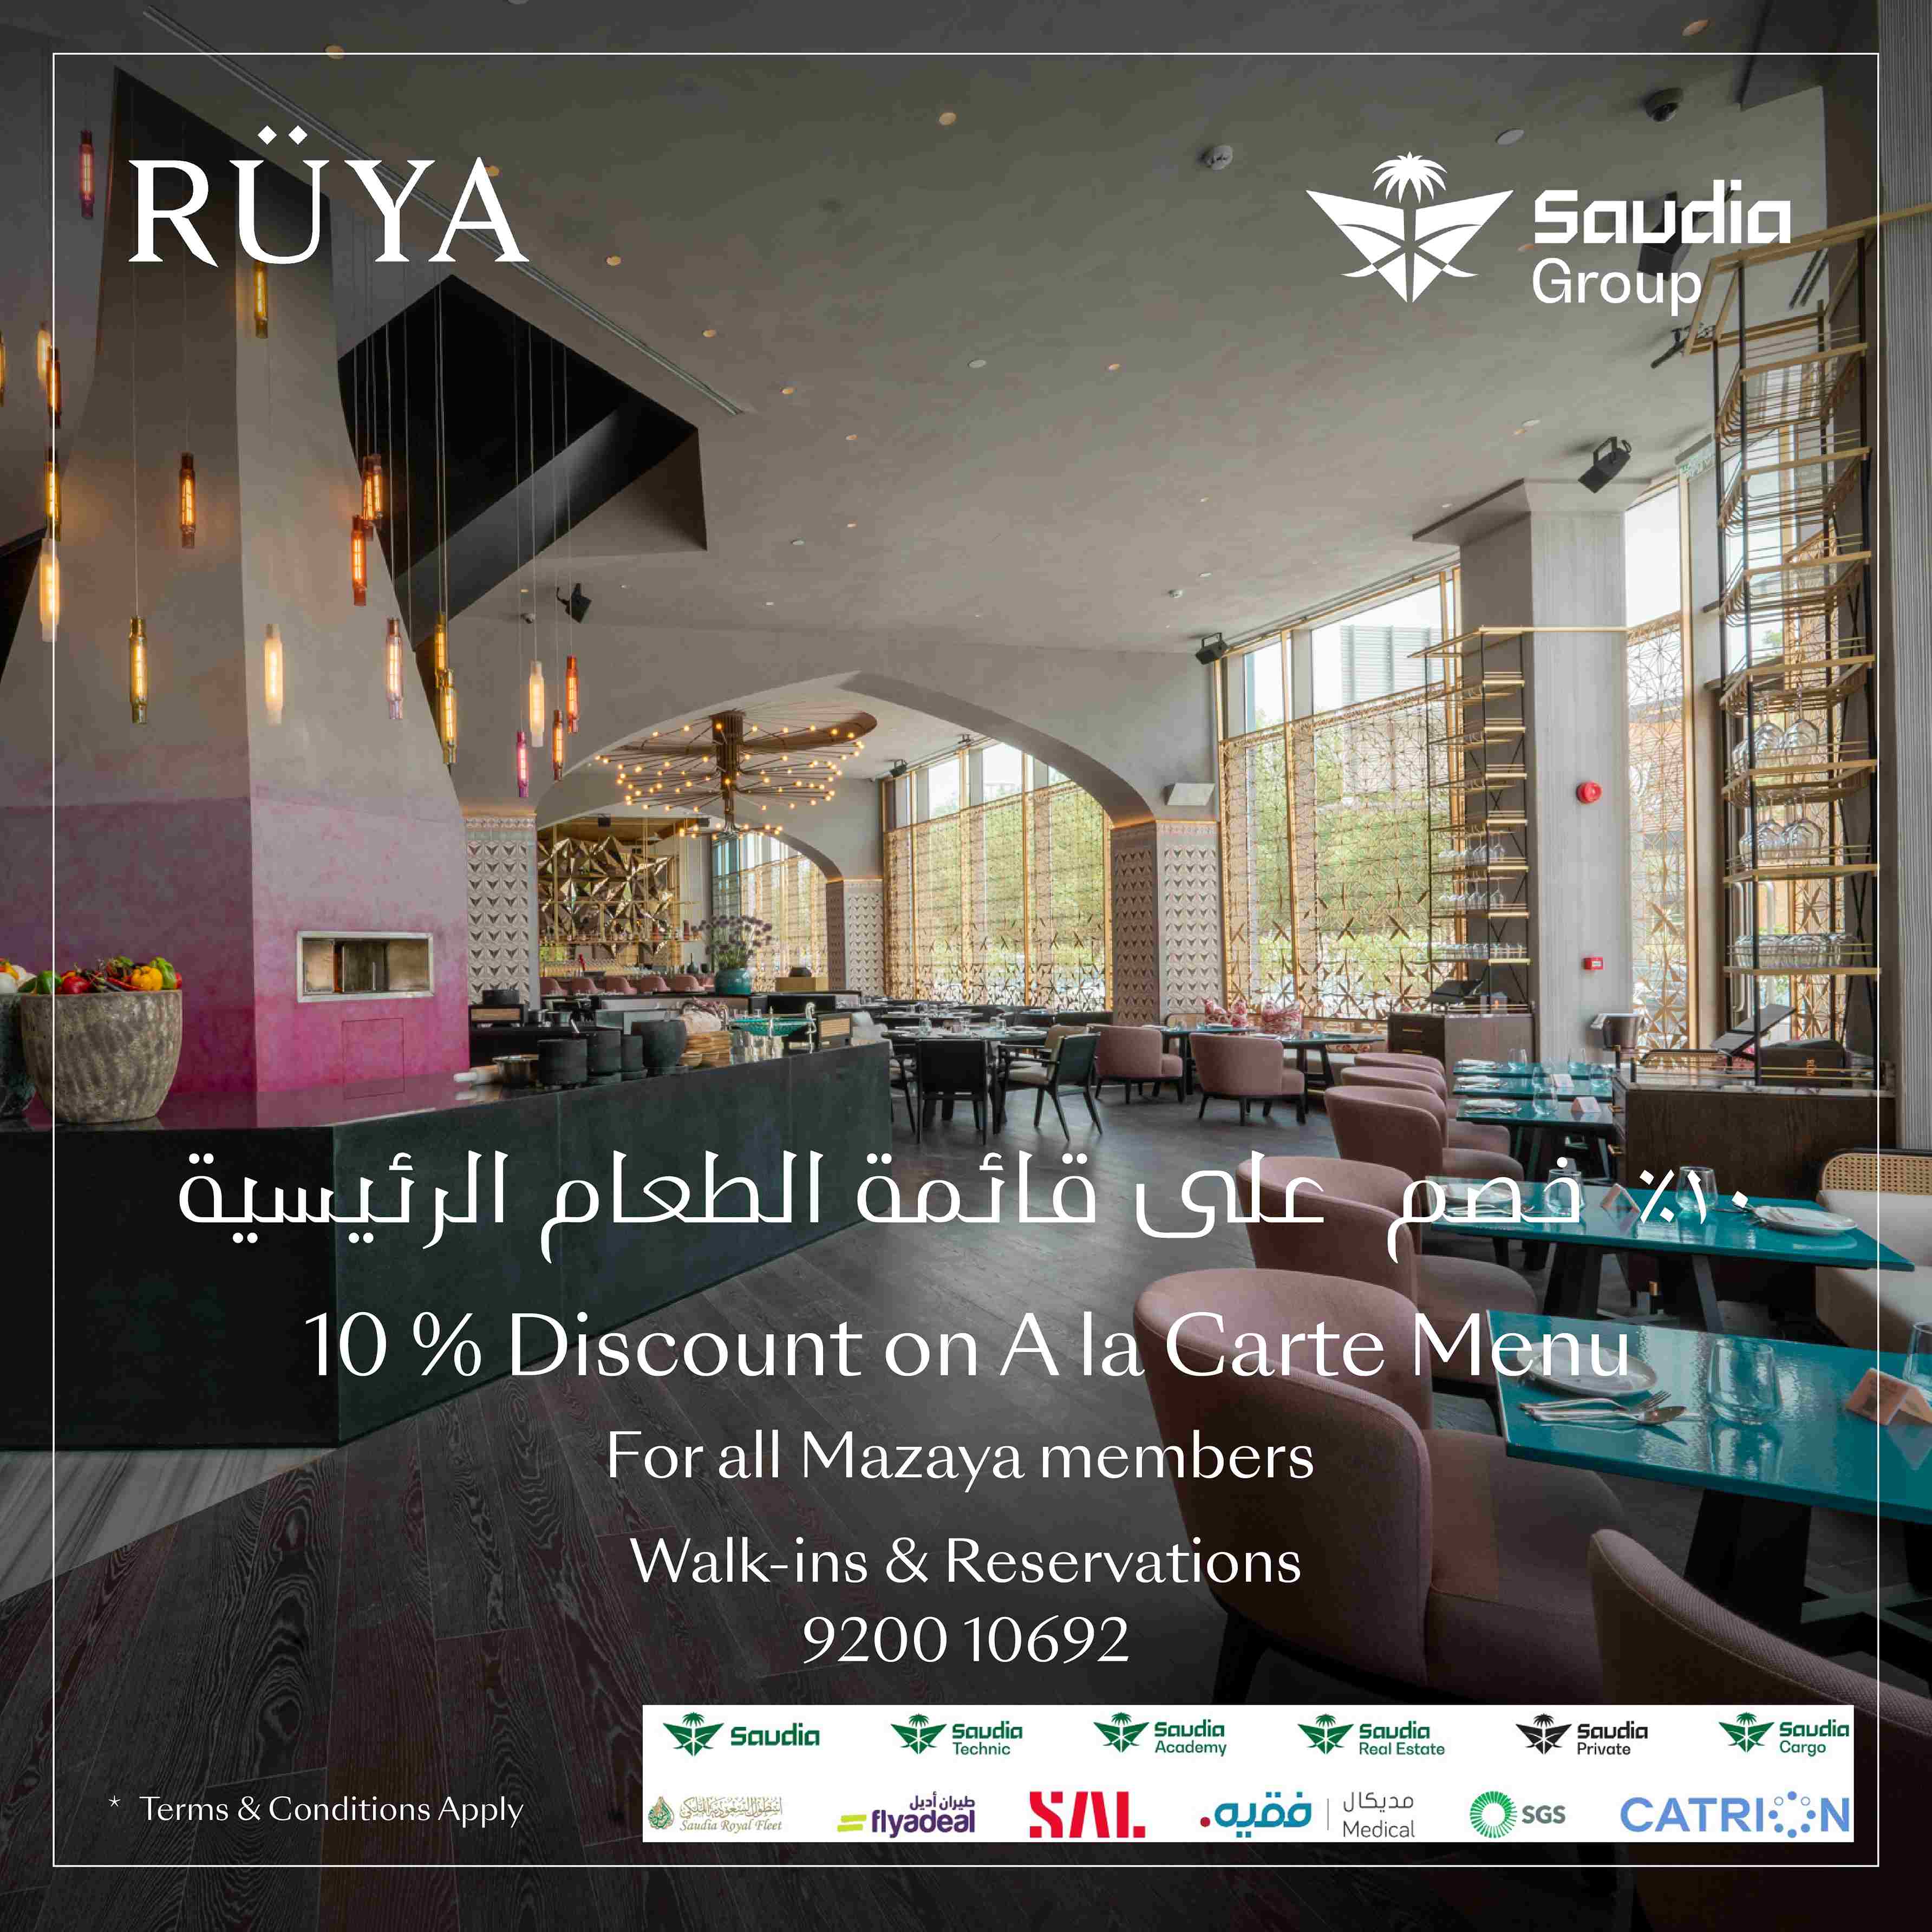 RÜYA
Saudia
Group
١٠٪ خصم على قائمة الطعام الرئيسية
10 % Discount on A la Carte Menu
For all Mazaya members
Walk-ins & Reservations
9200 10692
* Terms & Conditions Apply
Saudia
Saudia Technic
Saudia Academy
Saudia Real Estate
Saudia Private
Saudia Cargo
Saudia Royal Fleet
طيران أديل
flyadeal
SAL
فقيه
مديكال
Medical
SGS
CATRION